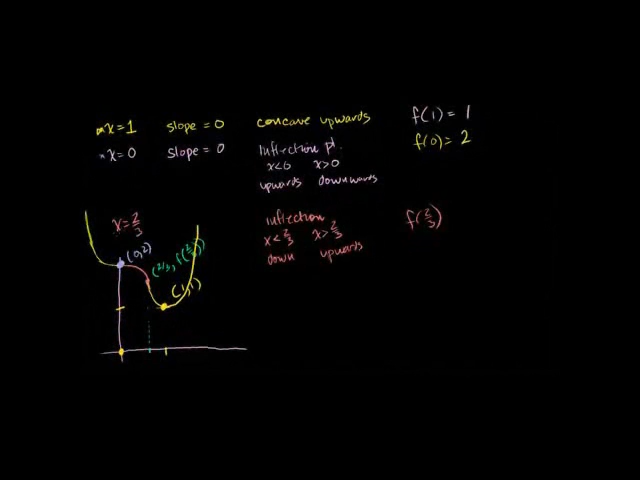 x=1 slope = 0 concave upwards f(1) = 1
x=0 slope = 0 inflection pt. f(0) = 2
x<0 x>0
upwards downwards
x=2/3 inflection f(2/3)
x<2/3 x>2/3
down upwards
(0,2)
(2/3, f(2/3))
(1,1)